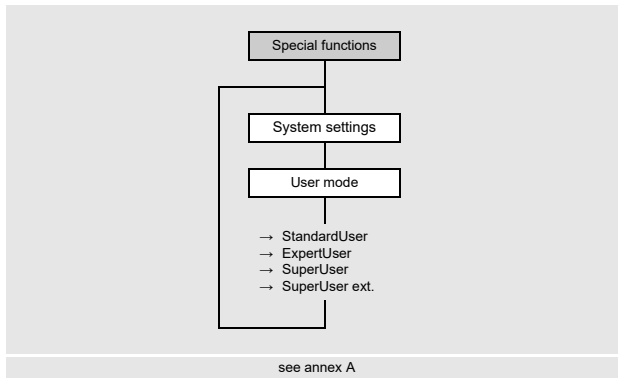 Special functions
System settings
User mode
→ StandardUser
→ ExpertUser
→ SuperUser
→ SuperUser ext.
see annex A